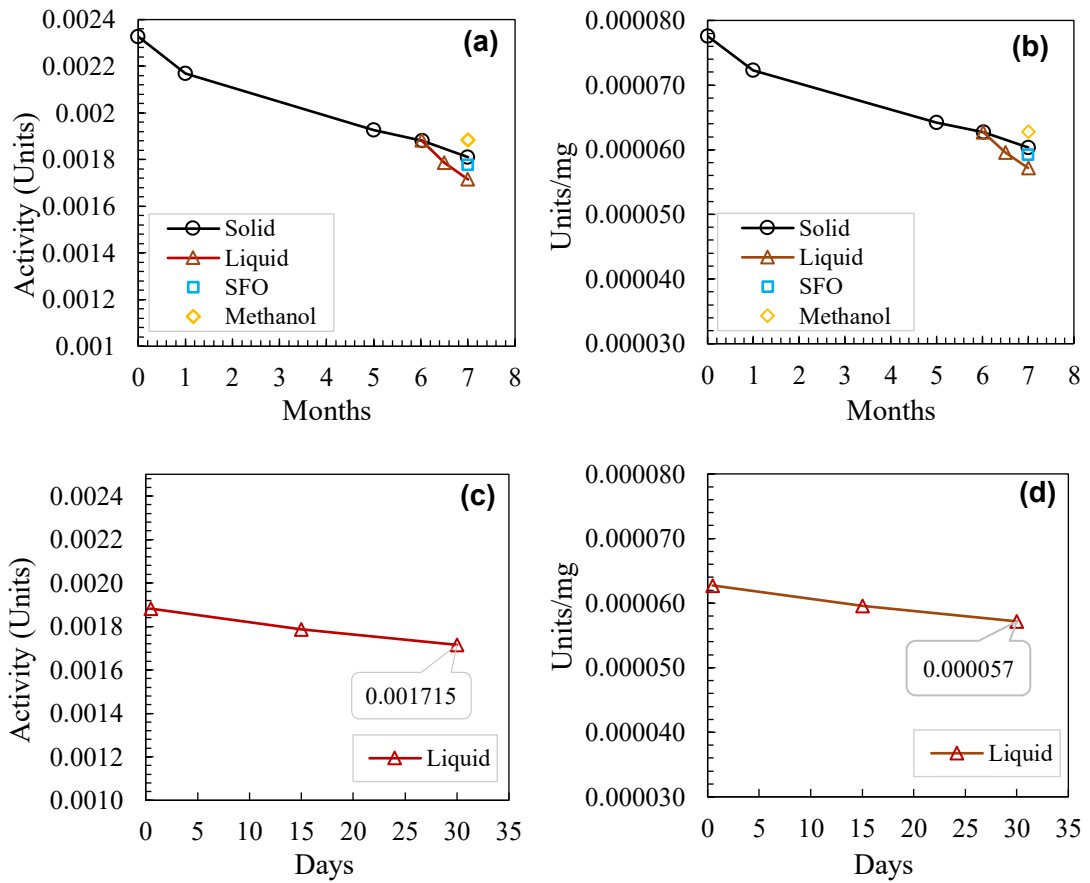 (a)
Activity (Units)
0.0024
0.0022
0.002
0.0018
0.0016
0.0014
0.0012
0.001
Solid
Liquid
SFO
Methanol
0 1 2 3 4 5 6 7 8
Months
(b)
Units/mg
0.000080
0.000070
0.000060
0.000050
0.000040
0.000030
Solid
Liquid
SFO
Methanol
0 1 2 3 4 5 6 7 8
Months
(c)
Activity (Units)
0.0024
0.0022
0.0020
0.0018
0.0016
0.0014
0.0012
0.0010
0.001715
Liquid
0 5 10 15 20 25 30 35
Days
(d)
Units/mg
0.000080
0.000070
0.000060
0.000050
0.000040
0.000030
0.000057
Liquid
0 5 10 15 20 25 30 35
Days